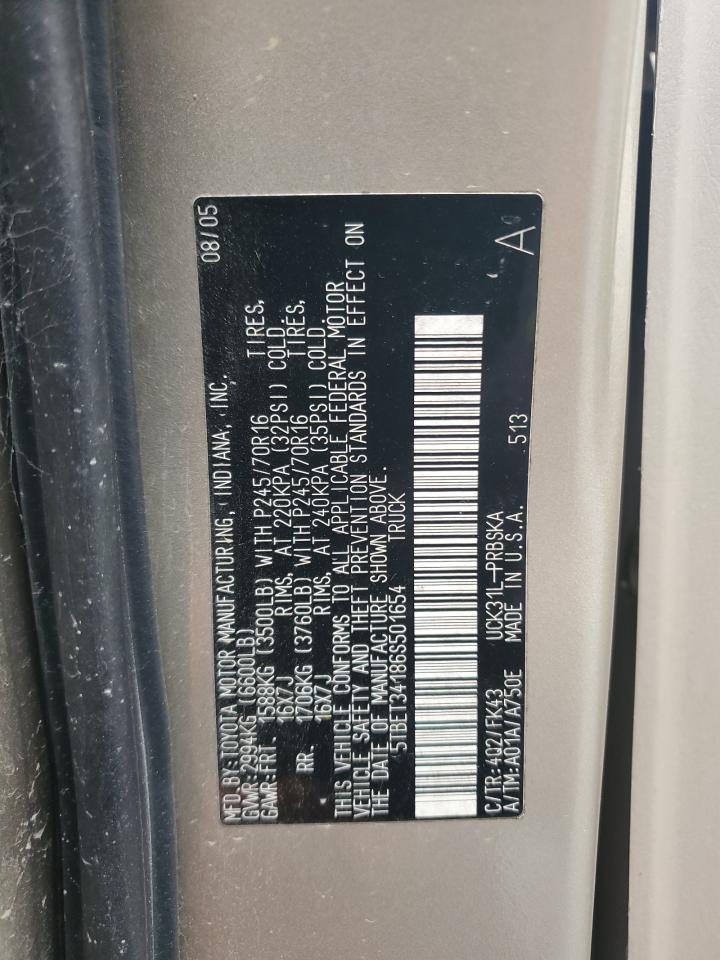 MFD. BY: TOYOTA MOTOR MANUFACTURING, INDIANA, INC. 08/05
GVWR: 2994KG (6600LB)
GAWR: FRT. 1588KG (3500LB) WITH P245/70R16 TIRES,
16X7J RIMS, AT 220KPA (32PSI) COLD.
RR. 1706KG (3760LB) WITH P245/70R16 TIRES,
16X7J RIMS, AT 240KPA (35PSI) COLD.
THIS VEHICLE CONFORMS TO ALL APPLICABLE FEDERAL MOTOR
VEHICLE SAFETY AND THEFT PREVENTION STANDARDS IN EFFECT ON
THE DATE OF MANUFACTURE SHOWN ABOVE.
5TBET34186S501654 TRUCK
C/TR: 4Q2/FK43 UCK31L-PRBSKA 513
A/TM: A01A/A750E MADE IN U.S.A. A